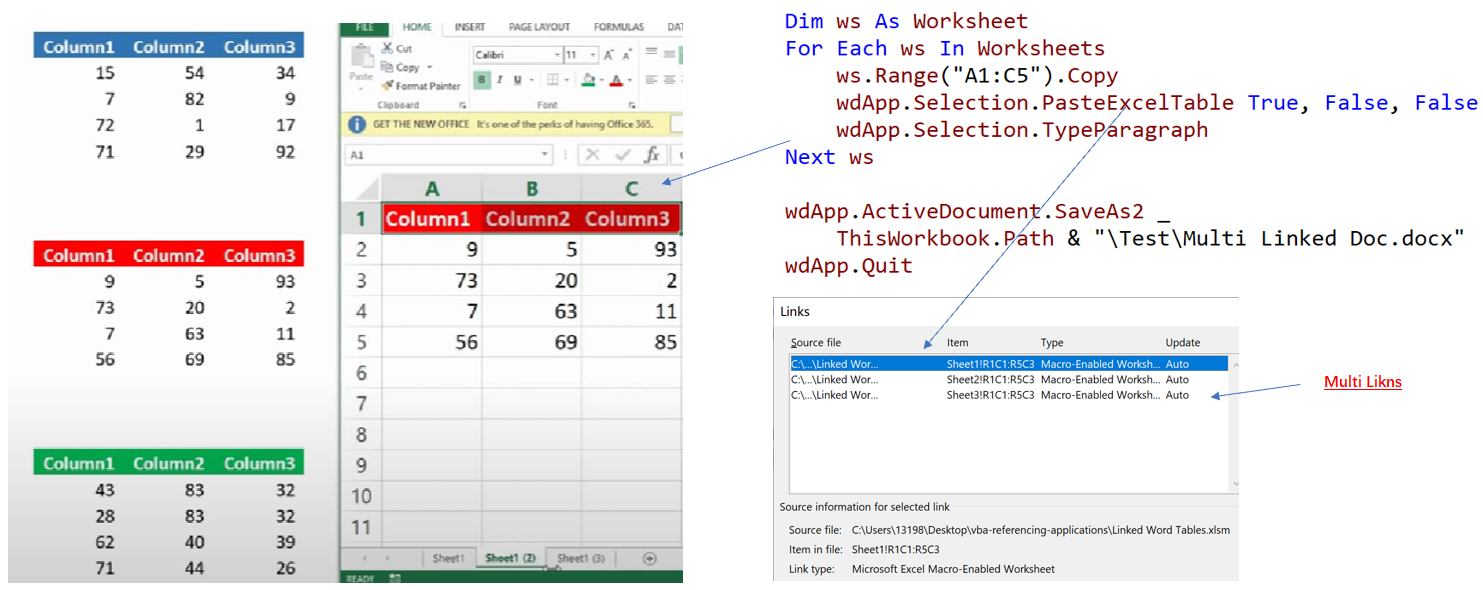 Column1 Column2 Column3
15 54 34
7 82 9
72 1 17
71 29 92
Column1 Column2 Column3
9 5 93
73 20 2
7 63 11
56 69 85
Column1 Column2 Column3
43 83 32
28 83 32
62 40 39
71 44 26
FILE HOME INSERT PAGE LAYOUT FORMULAS DAT
Cut
Copy
Format Painter
Paste
Calibri 11
B I U
Clipboard Font
GET THE NEW OFFICE It's one of the perks of having Office 365.
A1 fx
A B C
1 Column1 Column2 Column3
2 9 5 93
3 73 20 2
4 7 63 11
5 56 69 85
6
7
8
9
10
11
Sheet1 Sheet1 (2) Sheet1 (3)
READY
Dim ws As Worksheet
For Each ws In Worksheets
ws.Range("A1:C5").Copy
wdApp.Selection.PasteExcelTable True, False, False
wdApp.Selection.TypeParagraph
Next ws
wdApp.ActiveDocument.SaveAs2 _
ThisWorkbook.Path & "\Test\Multi Linked Doc.docx"
wdApp.Quit
Links
Source file Item Type Update
C:\...\Linked Wor... Sheet1!R1C1:R5C3 Macro-Enabled Worksh... Auto
C:\...\Linked Wor... Sheet2!R1C1:R5C3 Macro-Enabled Worksh... Auto
C:\...\Linked Wor... Sheet3!R1C1:R5C3 Macro-Enabled Worksh... Auto
Multi Likns
Source information for selected link
Source file: C:\Users\13198\Desktop\vba-referencing-applications\Linked Word Tables.xlsm
Item in file: Sheet1!R1C1:R5C3
Link type: Microsoft Excel Macro-Enabled Worksheet